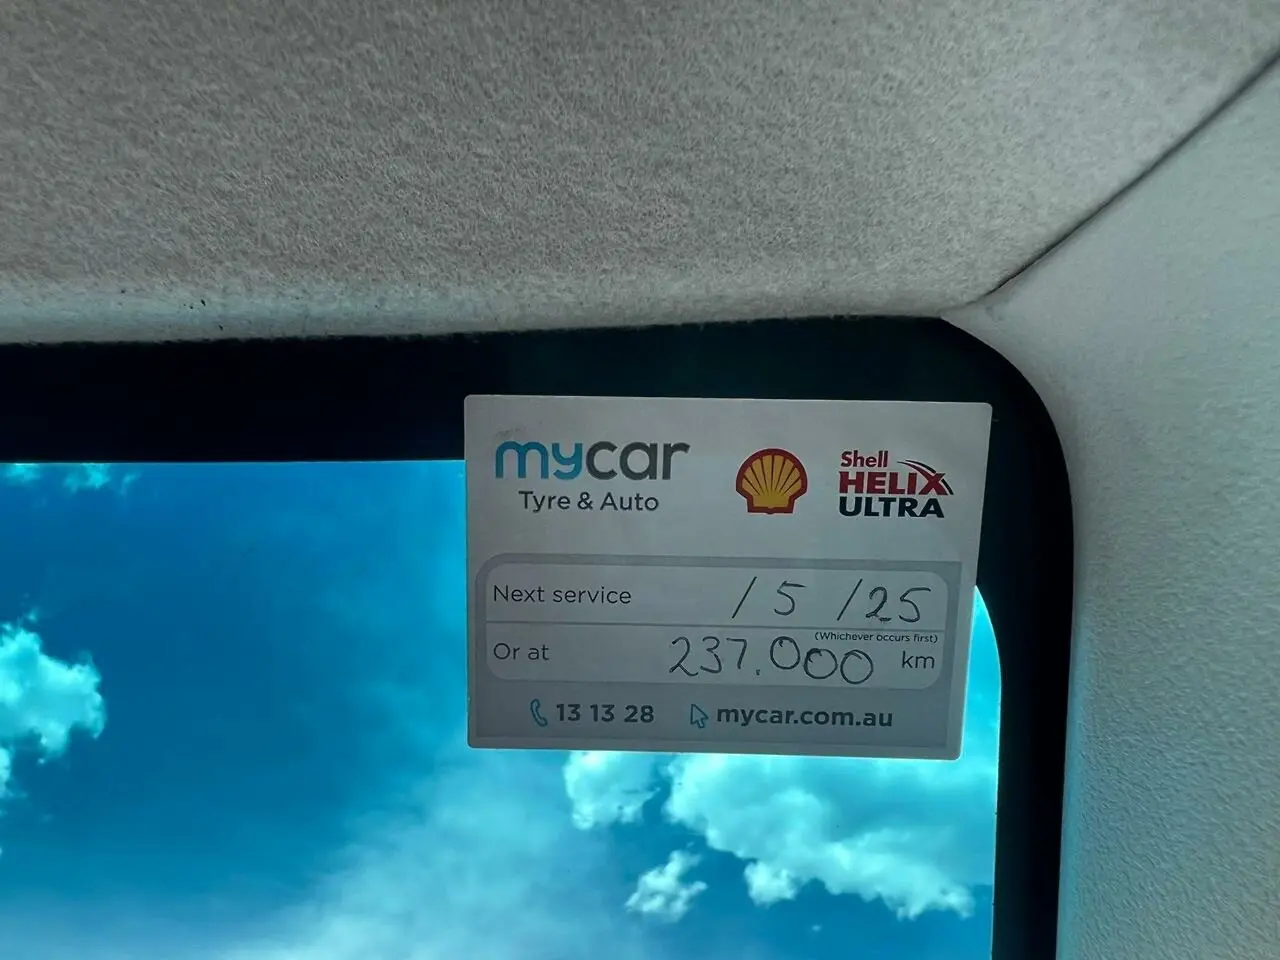 mycar
Tyre & Auto
Shell
HELIX
ULTRA
Next service / 5 /25
(Whichever occurs first)
Or at 237.000 km
13 13 28 mycar.com.au